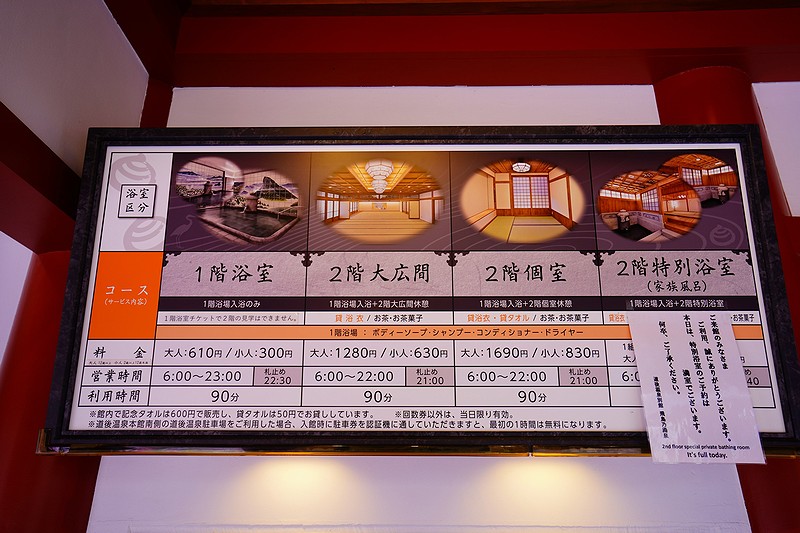 浴室
区分
1階浴室
2階大広間
2階個室
2階特別浴室
(家族風呂)
コース
(サービス内容)
1階浴場入浴のみ
1階浴場入浴+2階大広間休憩
1階浴場入浴+2階個室休憩
1階浴場入浴+2階特別浴室
1階浴室チケットで2階の見学はできません。
貸浴衣 / お茶・お茶菓子
貸浴衣・貸タオル / お茶・お茶菓子
貸浴衣
お茶・お茶菓子
1階浴場 : ボディーソープ・シャンプー・コンディショナー・ドライヤー
料金
大人:610円 / 小人:300円
大人:1280円 / 小人:630円
大人:1690円 / 小人:830円
営業時間
6:00〜23:00
札止め
22:30
6:00〜22:00
札止め
21:00
6:00〜22:00
札止め
21:00
利用時間
90分
90分
90分
※館内で記念タオルは600円で販売し、貸タオルは50円でお貸ししています。 ※回数券以外は、当日限り有効。
※道後温泉本館南側の道後温泉駐車場をご利用した場合、入館時に駐車券を認証機に通していただきますと、最初の1時間は無料になります。
ご来館のみなさま
ご利用、誠にありがとうございます。
本日は、特別浴室のご予約は
満室でございます。
何卒、ご了承ください。
道後温泉別館 飛鳥乃湯泉
2nd floor special private bathing room
It's full today.